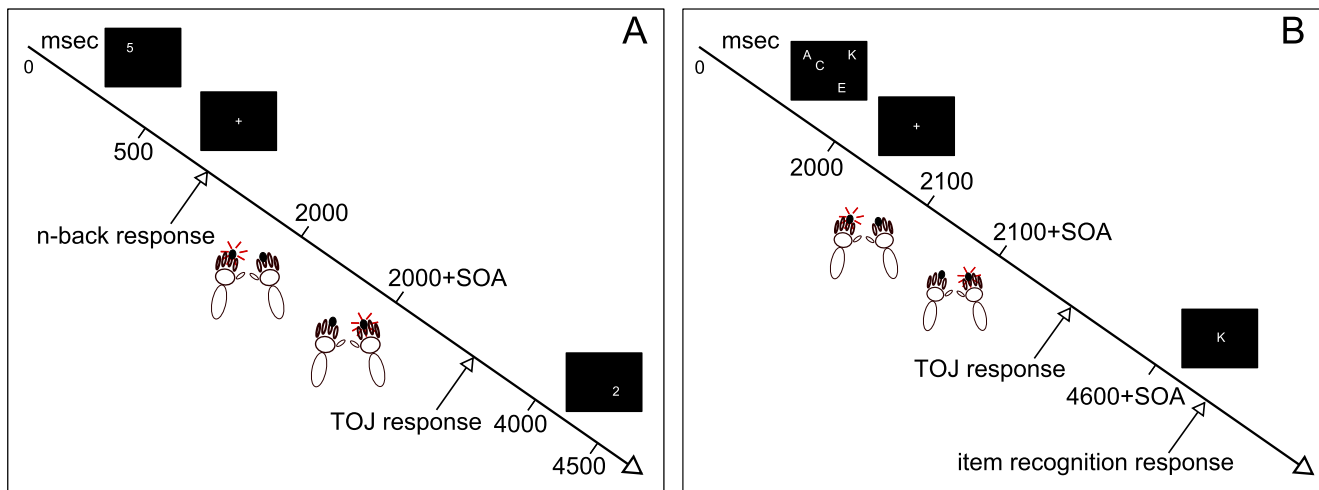 A
msec
0
5
+
500
n-back response
2000
2000+SOA
TOJ response
4000
2
4500
B
msec
0
A K
C
E
+
2000
2100
2100+SOA
TOJ response
K
4600+SOA
item recognition response